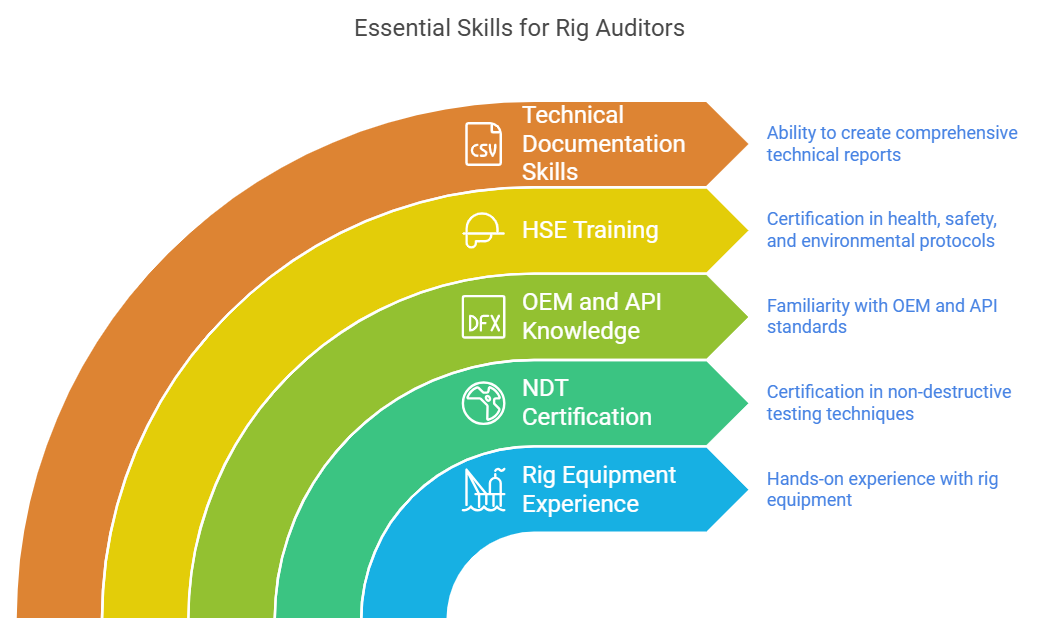 Essential Skills for Rig Auditors
CSV
Technical
Documentation
Skills
Ability to create comprehensive
technical reports
HSE Training
Certification in health, safety,
and environmental protocols
DFX
OEM and API
Knowledge
Familiarity with OEM and API
standards
NDT
Certification
Certification in non-destructive
testing techniques
Rig Equipment
Experience
Hands-on experience with rig
equipment